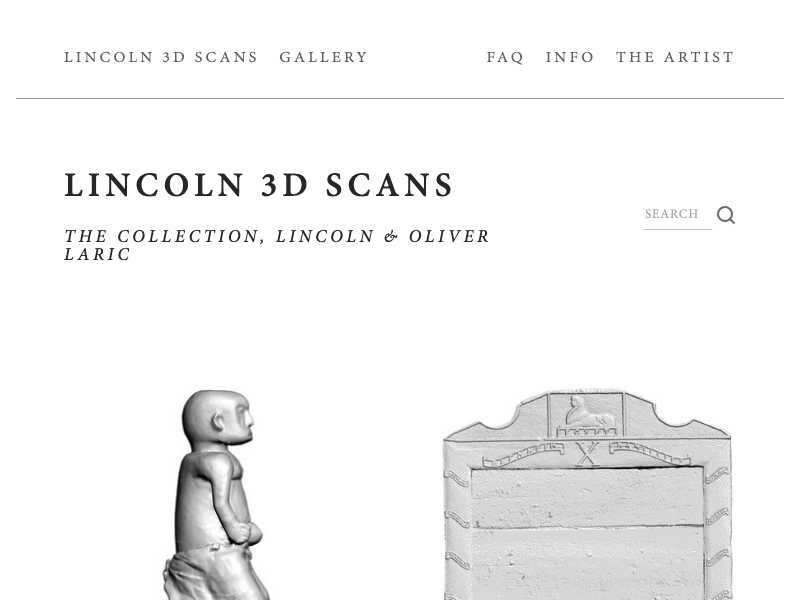 LINCOLN 3D SCANS GALLERY FAQ INFO THE ARTIST
LINCOLN 3D SCANS
THE COLLECTION, LINCOLN & OLIVER
LARIC
SEARCH
X